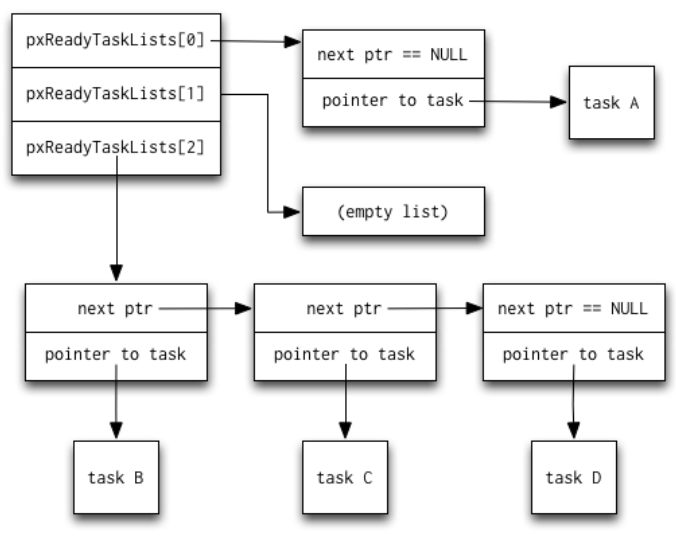 pxReadyTaskLists[0]
pxReadyTaskLists[1]
pxReadyTaskLists[2]
next ptr == NULL
pointer to task
task A
(empty list)
next ptr
pointer to task
next ptr
pointer to task
next ptr == NULL
pointer to task
task B
task C
task D